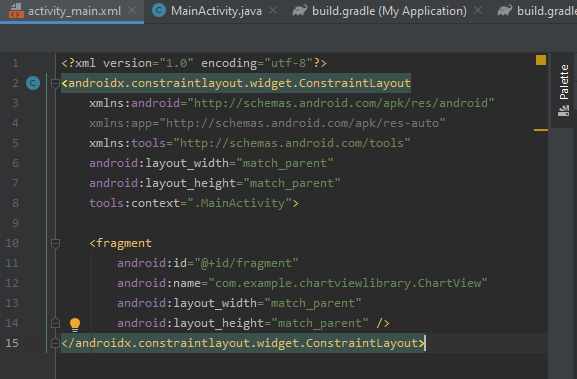 activity_main.xml MainActivity.java build.gradle (My Application) build.gradle
1 <?xml version="1.0" encoding="utf-8"?>
2 <androidx.constraintlayout.widget.ConstraintLayout
3 xmlns:android="http://schemas.android.com/apk/res/android"
4 xmlns:app="http://schemas.android.com/apk/res-auto"
5 xmlns:tools="http://schemas.android.com/tools"
6 android:layout_width="match_parent"
7 android:layout_height="match_parent"
8 tools:context=".MainActivity">
9
10 <fragment
11 android:id="@+id/fragment"
12 android:name="com.example.chartviewlibrary.ChartView"
13 android:layout_width="match_parent"
14 android:layout_height="match_parent" />
15 </androidx.constraintlayout.widget.ConstraintLayout>
Palette